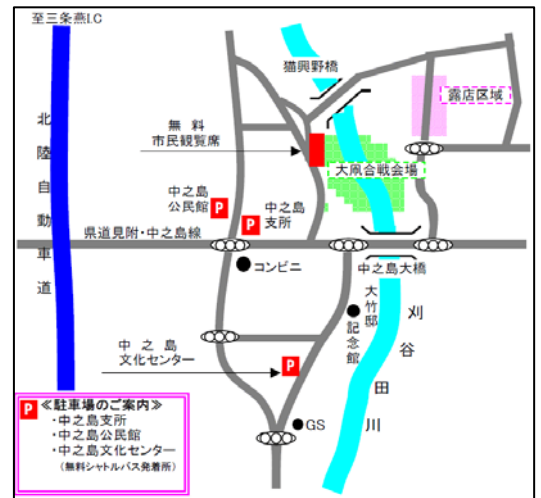 至三条燕I.C
猫興野橋
露店区域
無料
市民観覧席
大凧合戦会場
北陸自動車道
中之島
公民館
中之島
支所
県道見附・中之島線
コンビニ
中之島大橋
大竹邸
記念館
刈谷田川
中之島
文化センター
P
P
P
GS
P ≪駐車場のご案内≫
・中之島支所
・中之島公民館
・中之島文化センター
(無料シャトルバス発着所)